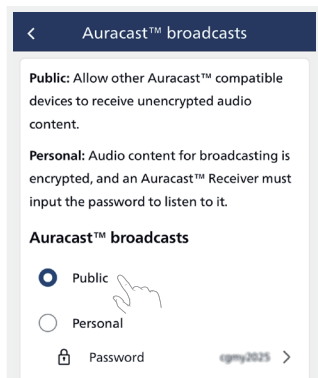 Auracast™ broadcasts
Public: Allow other Auracast™ compatible
devices to receive unencrypted audio
content.
Personal: Audio content for broadcasting is
encrypted, and an Auracast™ Receiver must
input the password to listen to it.
Auracast™ broadcasts
Public
Personal
Password